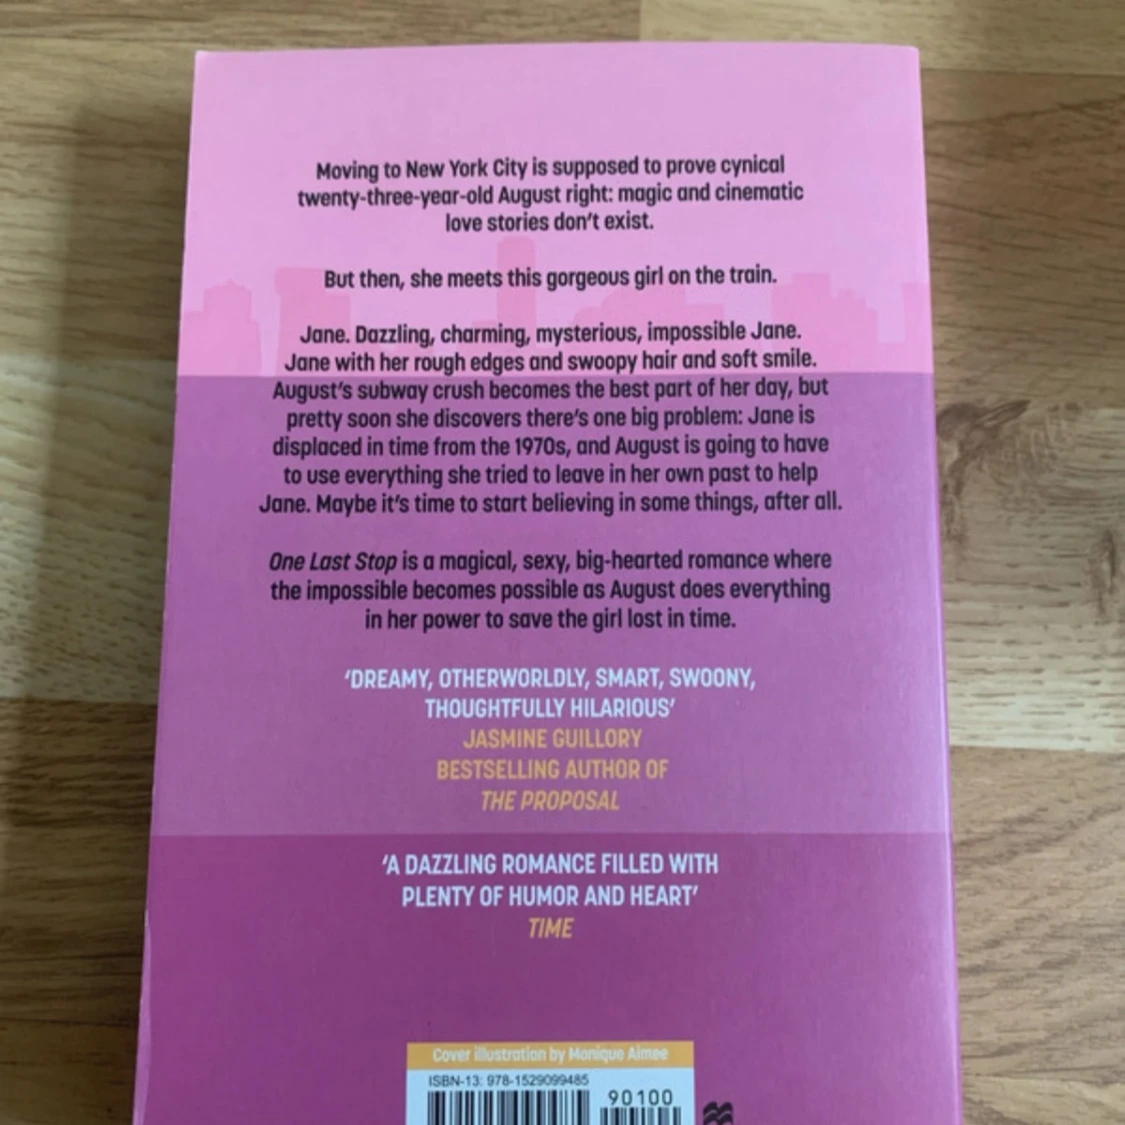 Moving to New York City is supposed to prove cynical
twenty-three-year-old August right: magic and cinematic
love stories don't exist.
But then, she meets this gorgeous girl on the train.
Jane. Dazzling, charming, mysterious, impossible Jane.
Jane with her rough edges and swoopy hair and soft smile.
August's subway crush becomes the best part of her day, but
pretty soon she discovers there's one big problem: Jane is
displaced in time from the 1970s, and August is going to have
to use everything she tried to leave in her own past to help
Jane. Maybe it's time to start believing in some things, after all.
One Last Stop is a magical, sexy, big-hearted romance where
the impossible becomes possible as August does everything
in her power to save the girl lost in time.
'DREAMY, OTHERWORLDLY, SMART, SWOONY,
THOUGHTFULLY HILARIOUS'
JASMINE GUILLORY
BESTSELLING AUTHOR OF
THE PROPOSAL
'A DAZZLING ROMANCE FILLED WITH
PLENTY OF HUMOR AND HEART'
TIME
Cover illustration by Monique Aimee
ISBN-13: 978-1529099485
90100